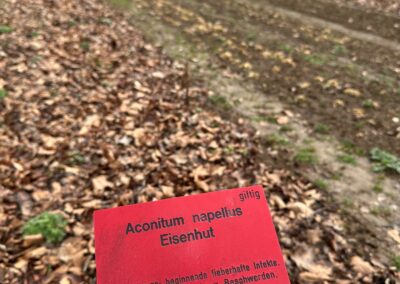 giftig
Aconitum napellus
Eisenhut
beginnende fieberhafte Infekte,
Beschwerden.